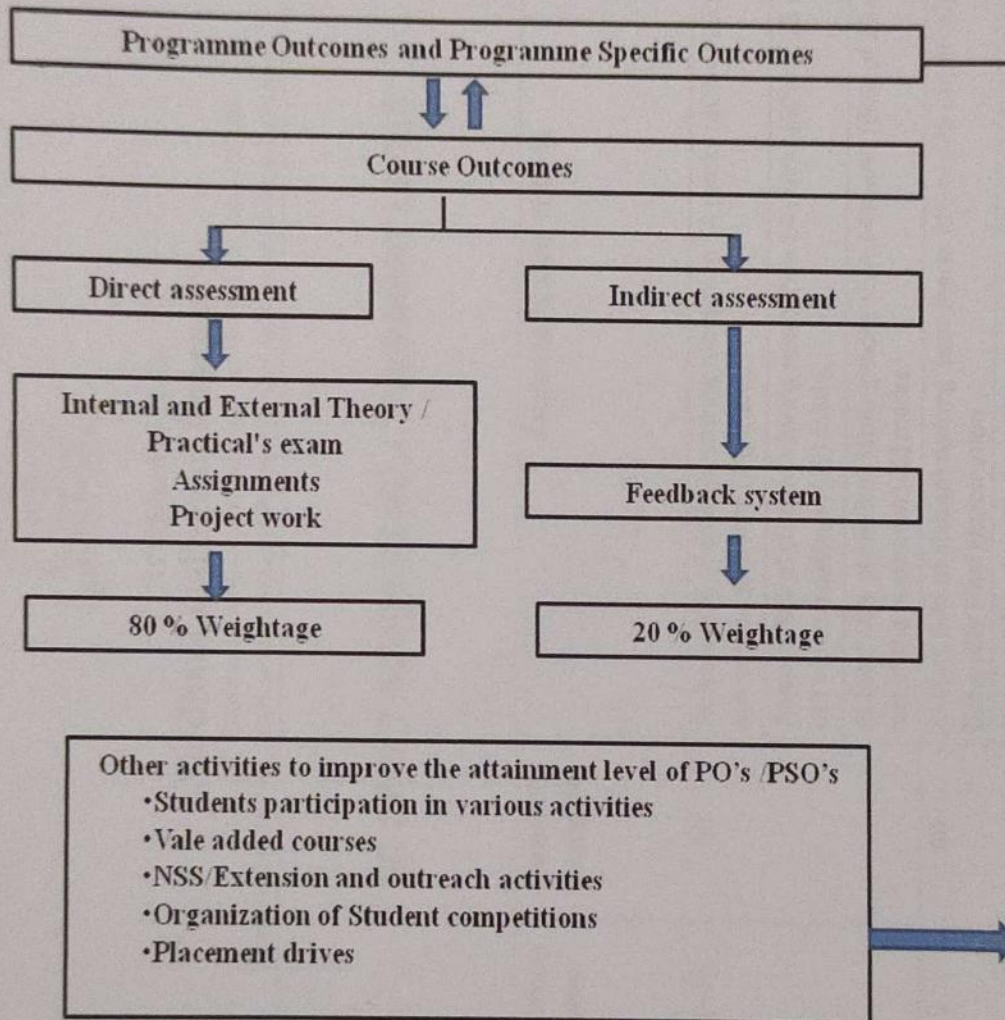 Programme Outcomes and Programme Specific Outcomes
Course Outcomes
Direct assessment
Indirect assessment
Internal and External Theory /
Practical's exam
Assignments
Project work
Feedback system
80 % Weightage
20 % Weightage
Other activities to improve the attainment level of PO's /PSO's
•Students participation in various activities
•Vale added courses
•NSS/Extension and outreach activities
•Organization of Student competitions
•Placement drives